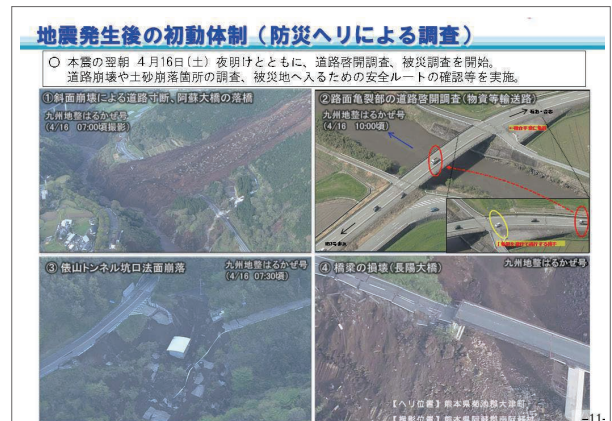 地震発生後の初動体制（防災ヘリによる調査）
○ 本震の翌朝 4月16日(土) 夜明けとともに、道路啓開調査、被災調査を開始。
道路崩壊や土砂崩落箇所の調査、被災地へ入るための安全ルートの確認等を実施。
①斜面崩壊による道路寸断、阿蘇大橋の落橋
九州地整はるかぜ号
(4/16 07:00頃撮影)
②路面亀裂部の道路啓開調査(物資等輸送路)
九州地整はるかぜ号
(4/16 10:00頃)
③ 俵山トンネル坑口法面崩落
九州地整はるかぜ号
(4/16 07:30頃)
④ 橋梁の損壊(長陽大橋)
九州地整はるかぜ号
【ヘリ位置】熊本県菊池郡大津町
-11-